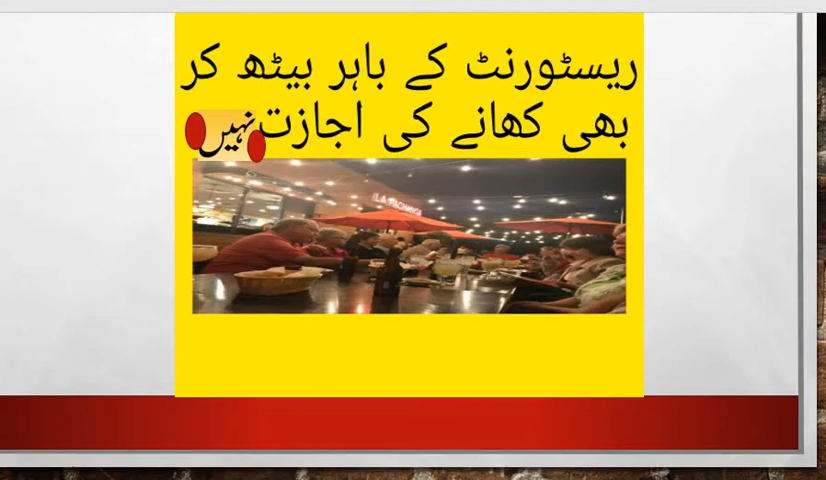 ریسٹورنٹ کے باہر بیٹھ کر
بھی کھانے کی اجازت نہیں